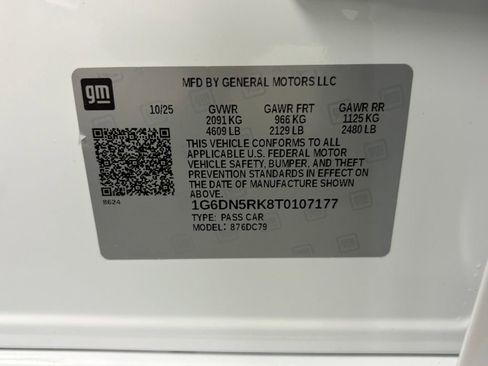 MFD BY GENERAL MOTORS LLC
gm
10/25 GVWR GAWR FRT GAWR RR
2091 KG 966 KG 1125 KG
4609 LB 2129 LB 2480 LB
THIS VEHICLE CONFORMS TO ALL
APPLICABLE U.S. FEDERAL MOTOR
VEHICLE SAFETY, BUMPER, AND THEFT
PREVENTION STANDARDS IN EFFECT ON
THE DATE OF MANUFACTURE SHOWN
ABOVE.
8624
1G6DN5RK8T0107177
TYPE: PASS CAR
MODEL: 876DC79